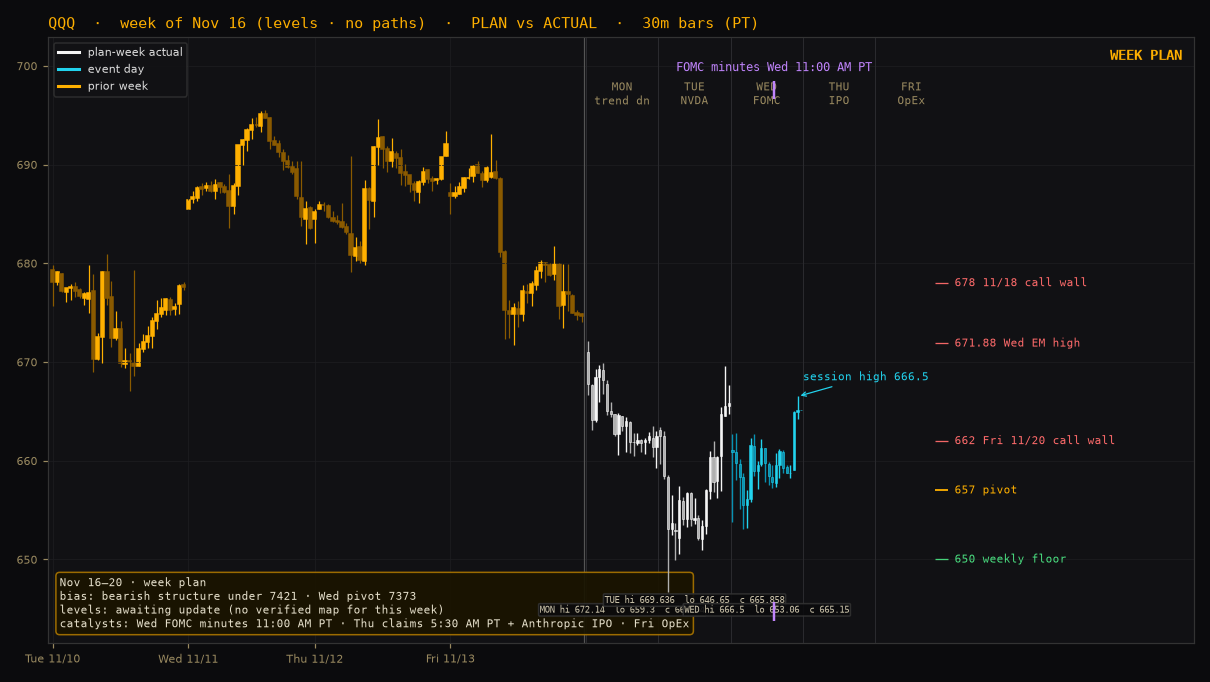 QQQ · week of Nov 16 (levels · no paths) · PLAN vs ACTUAL · 30m bars (PT)
plan-week actual
event day
prior week
WEEK PLAN
FOMC minutes Wed 11:00 AM PT
MON
trend dn
TUE
NVDA
WED
FOMC
THU
IPO
FRI
OpEx
700
690
680
670
660
650
678 11/18 call wall
671.88 Wed EM high
session high 666.5
662 Fri 11/20 call wall
657 pivot
650 weekly floor
Nov 16–20 · week plan
bias: bearish structure under 7421 · Wed pivot 7373
levels: awaiting update (no verified map for this week)
catalysts: Wed FOMC minutes 11:00 AM PT · Thu claims 5:30 AM PT + Anthropic IPO · Fri OpEx
TUE hi 669.636 lo 646.65 c 665.858
MON hi 672.14 lo 659.3 c
WED hi 666.5 lo 653.06 c 665.15
Tue 11/10
Wed 11/11
Thu 11/12
Fri 11/13